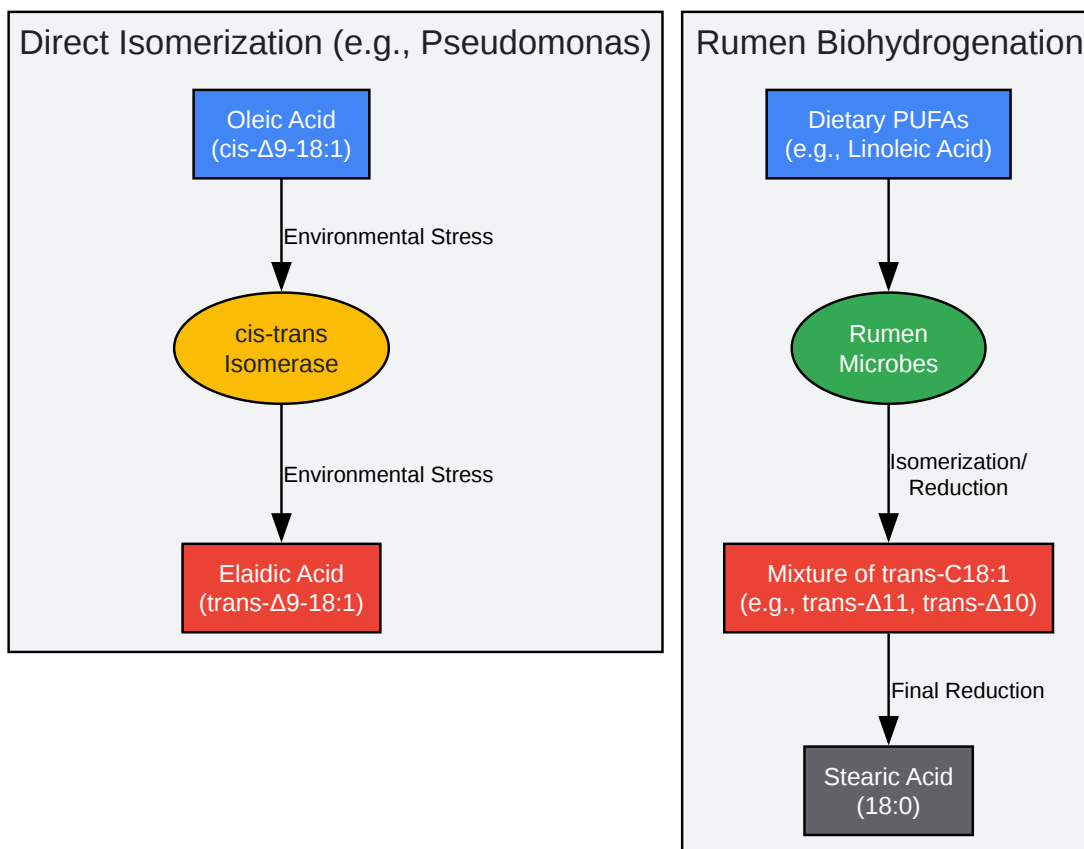 Direct Isomerization (e.g., Pseudomonas)
Oleic Acid
(cis-Δ9-18:1)
Environmental Stress
cis-trans
Isomerase
Environmental Stress
Elaidic Acid
(trans-Δ9-18:1)
Rumen Biohydrogenation
Dietary PUFAs
(e.g., Linoleic Acid)
Rumen
Microbes
Isomerization/
Reduction
Mixture of trans-C18:1
(e.g., trans-Δ11, trans-Δ10)
Final Reduction
Stearic Acid
(18:0)